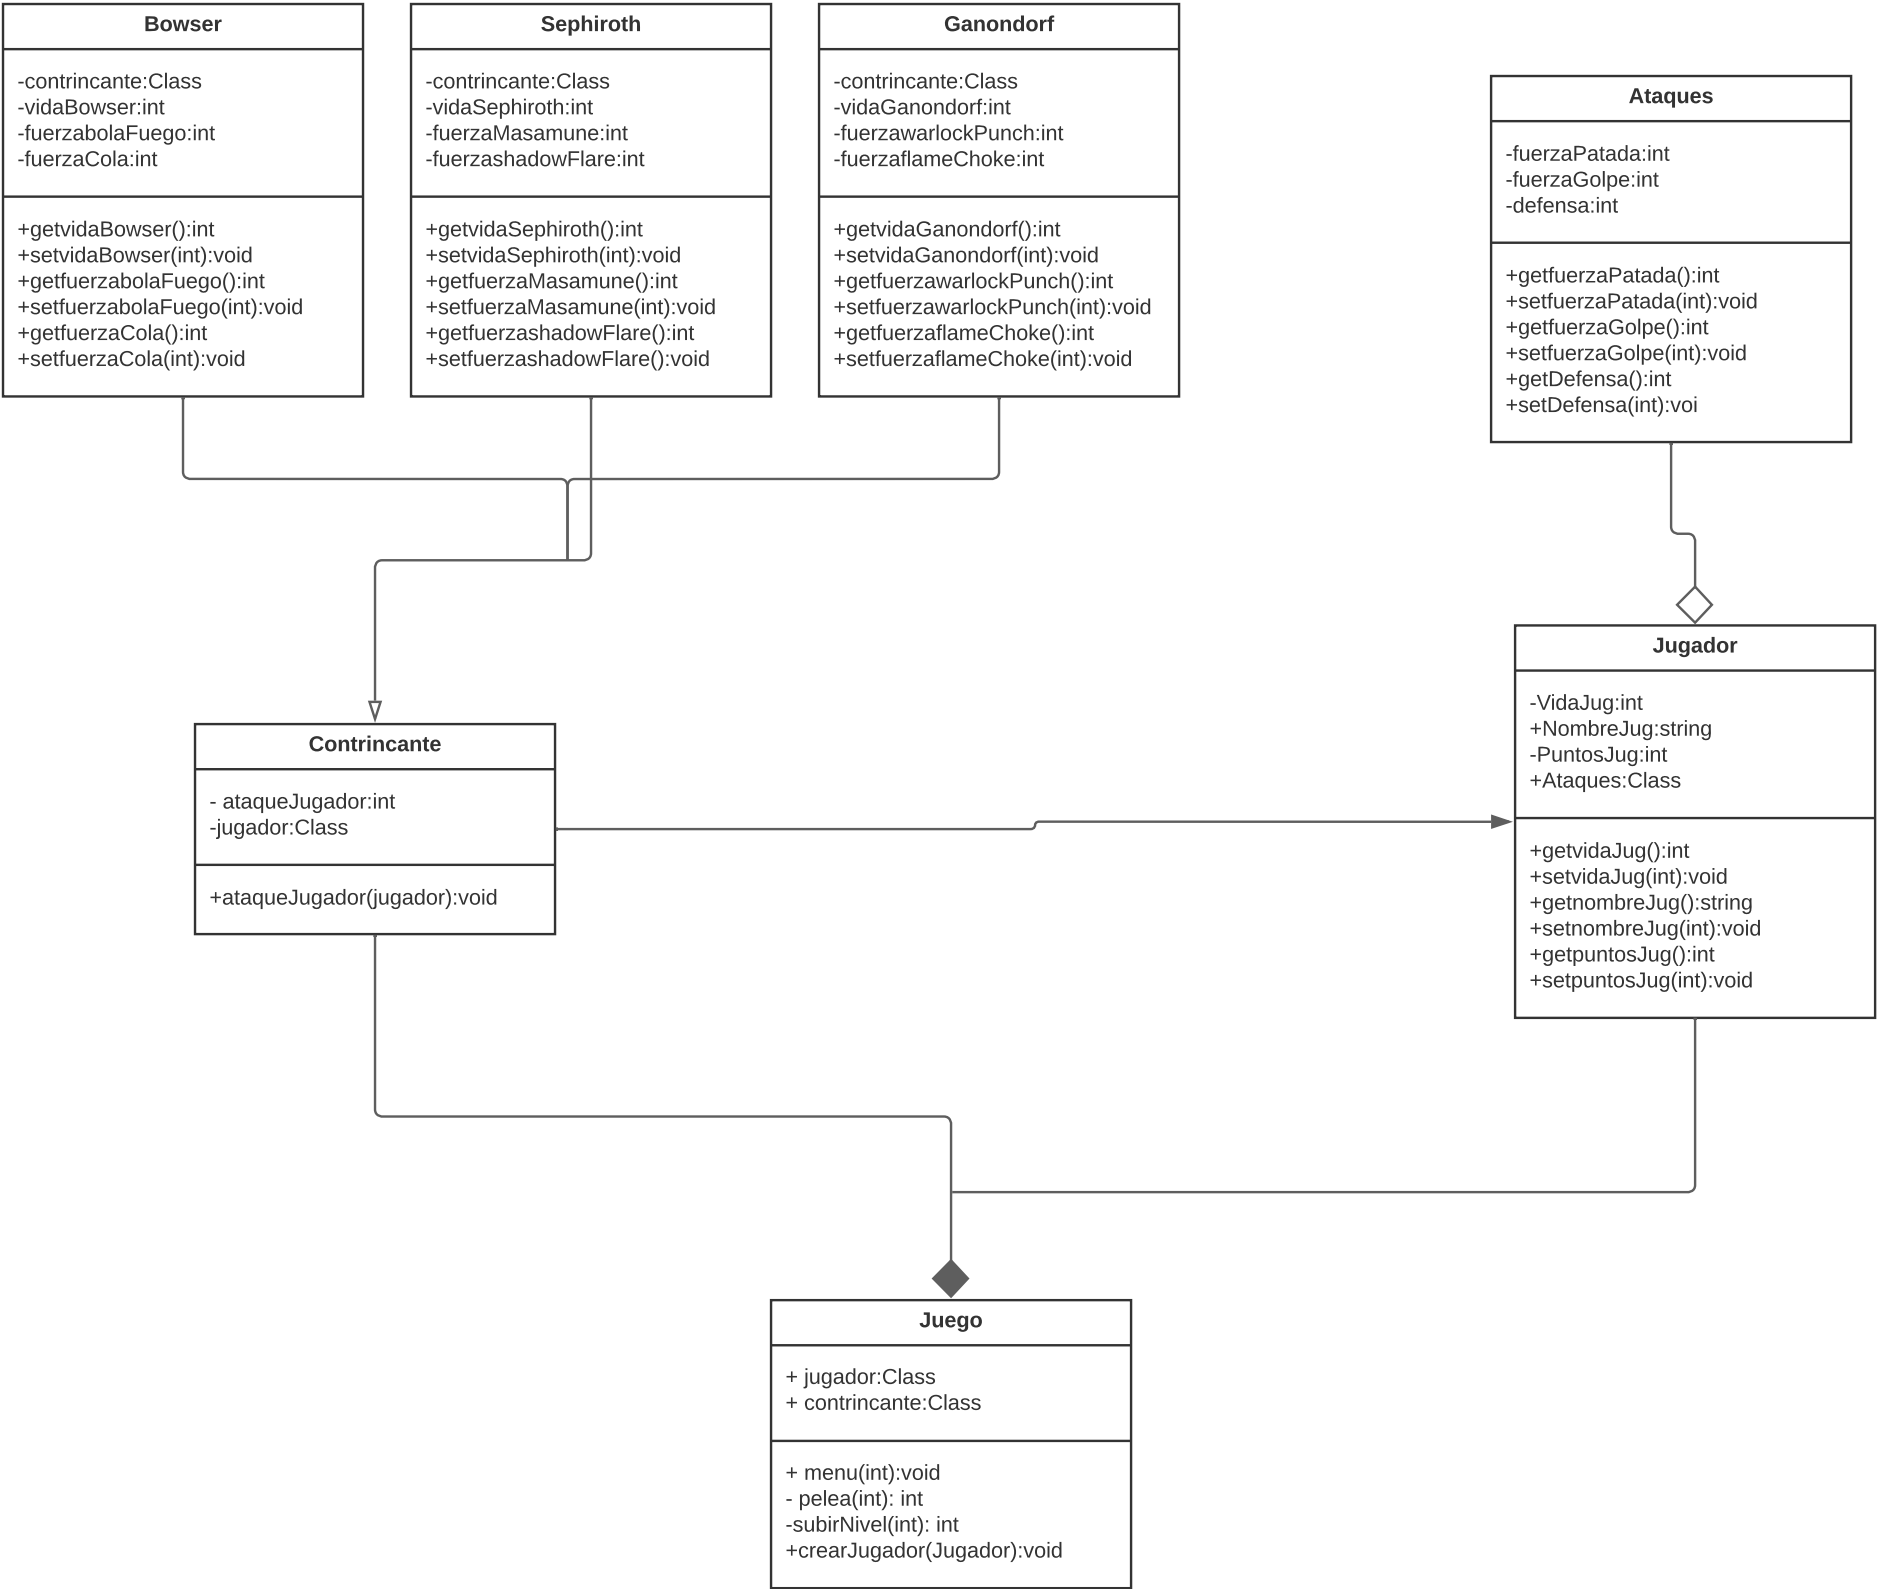 Bowser
-contrincante:Class
-vidaBowser:int
-fuerzabolaFuego:int
-fuerzaCola:int
+getvidaBowser():int
+setvidaBowser(int):void
+getfuerzabolaFuego():int
+setfuerzabolaFuego(int):void
+getfuerzaCola():int
+setfuerzaCola(int):void
Sephiroth
-contrincante:Class
-vidaSephiroth:int
-fuerzaMasamune:int
-fuerzashadowFlare:int
+getvidaSephiroth():int
+setvidaSephiroth(int):void
+getfuerzaMasamune():int
+setfuerzaMasamune(int):void
+getfuerzashadowFlare():int
+setfuerzashadowFlare():void
Ganondorf
-contrincante:Class
-vidaGanondorf:int
-fuerzawarlockPunch:int
-fuerzaflameChoke:int
+getvidaGanondorf():int
+setvidaGanondorf(int):void
+getfuerzawarlockPunch():int
+setfuerzawarlockPunch(int):void
+getfuerzaflameChoke():int
+setfuerzaflameChoke(int):void
Ataques
-fuerzaPatada:int
-fuerzaGolpe:int
-defensa:int
+getfuerzaPatada():int
+setfuerzaPatada(int):void
+getfuerzaGolpe():int
+setfuerzaGolpe(int):void
+getDefensa():int
+setDefensa(int):voi
Contrincante
- ataqueJugador:int
-jugador:Class
+ataqueJugador(jugador):void
Jugador
-VidaJug:int
+NombreJug:string
-PuntosJug:int
+Ataques:Class
+getvidaJug():int
+setvidaJug(int):void
+getnombreJug():string
+setnombreJug(int):void
+getpuntosJug():int
+setpuntosJug(int):void
Juego
+ jugador:Class
+ contrincante:Class
+ menu(int):void
- pelea(int): int
-subirNivel(int): int
+crearJugador(Jugador):void